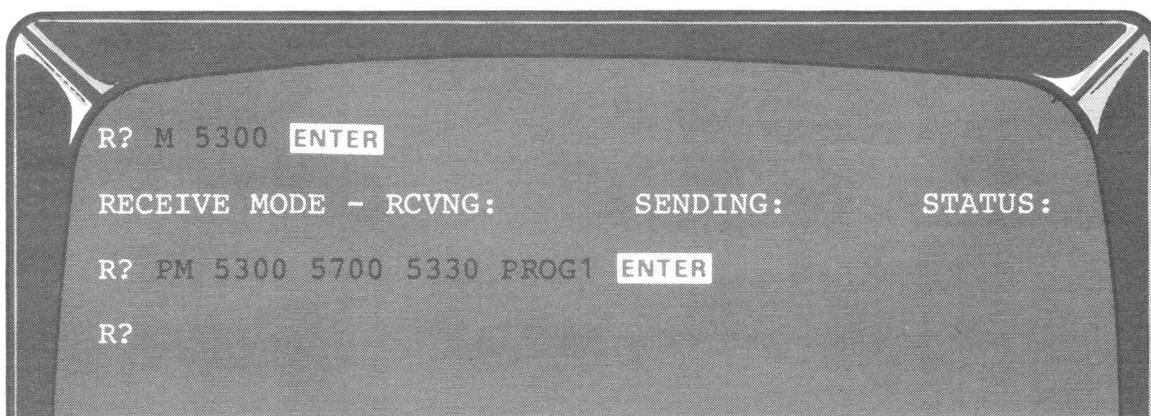 R? M 5300 ENTER
RECEIVE MODE - RCVNG: SENDING: STATUS:
R? PM 5300 5700 5330 PROG1 ENTER
R?